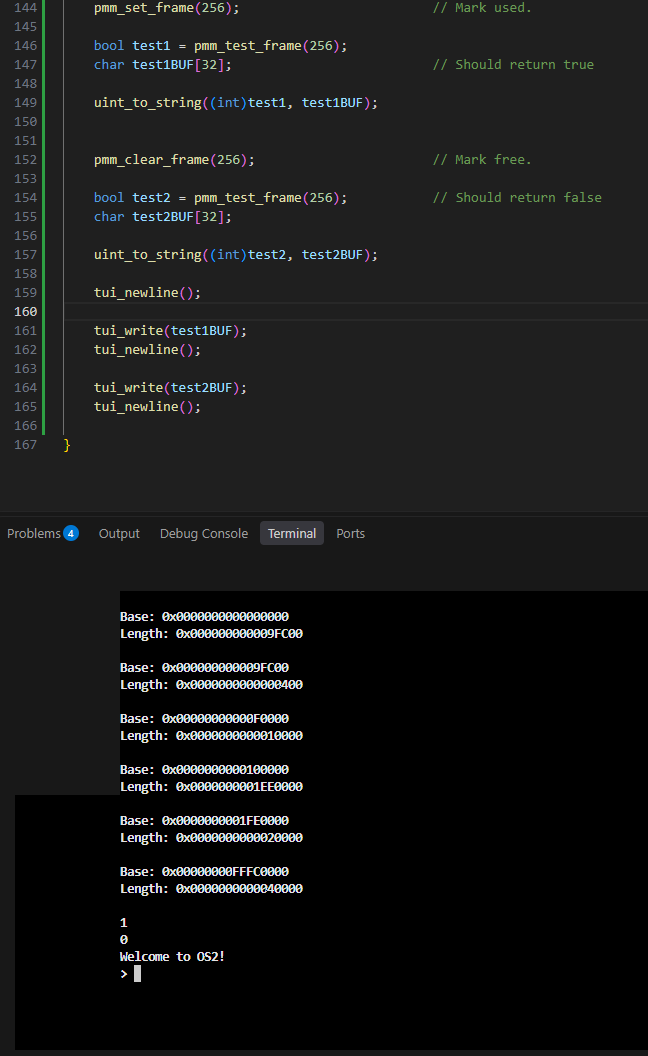 144 pmm_set_frame(256); // Mark used.
145
146 bool test1 = pmm_test_frame(256);
147 char test1BUF[32]; // Should return true
148
149 uint_to_string((int)test1, test1BUF);
150
151
152 pmm_clear_frame(256); // Mark free.
153
154 bool test2 = pmm_test_frame(256); // Should return false
155 char test2BUF[32];
156
157 uint_to_string((int)test2, test2BUF);
158
159 tui_newline();
160
161 tui_write(test1BUF);
162 tui_newline();
163
164 tui_write(test2BUF);
165 tui_newline();
166
167 }
Problems 4 Output Debug Console Terminal Ports
Base: 0x0000000000000000
Length: 0x000000000009FC00
Base: 0x000000000009FC00
Length: 0x0000000000000400
Base: 0x00000000000F0000
Length: 0x0000000000010000
Base: 0x0000000000100000
Length: 0x0000000001EE0000
Base: 0x0000000001FE0000
Length: 0x0000000000020000
Base: 0x00000000FFFC0000
Length: 0x0000000000040000
1
0
Welcome to OS2!
>